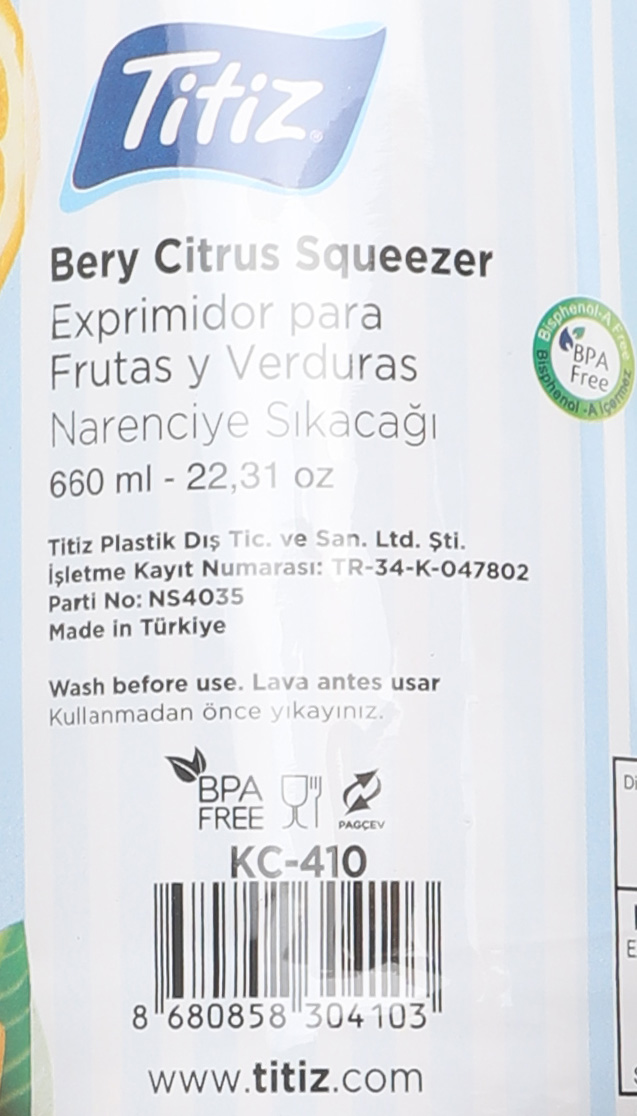 Titiz
Bery Citrus Squeezer
Exprimidor para
Frutas y Verduras
Narenciye Sıkacağı
660 ml - 22,31 oz
Bisphenol-A Free
BPA
Free
Bisphenol-A İçermez
Titiz Plastik Dış Tic. ve San. Ltd. Şti.
İşletme Kayıt Numarası: TR-34-K-047802
Parti No: NS4035
Made in Türkiye
Wash before use. Lava antes usar
Kullanmadan önce yıkayınız.
BPA
FREE
PAGÇEV
KC-410
8 680858 304103
www.titiz.com